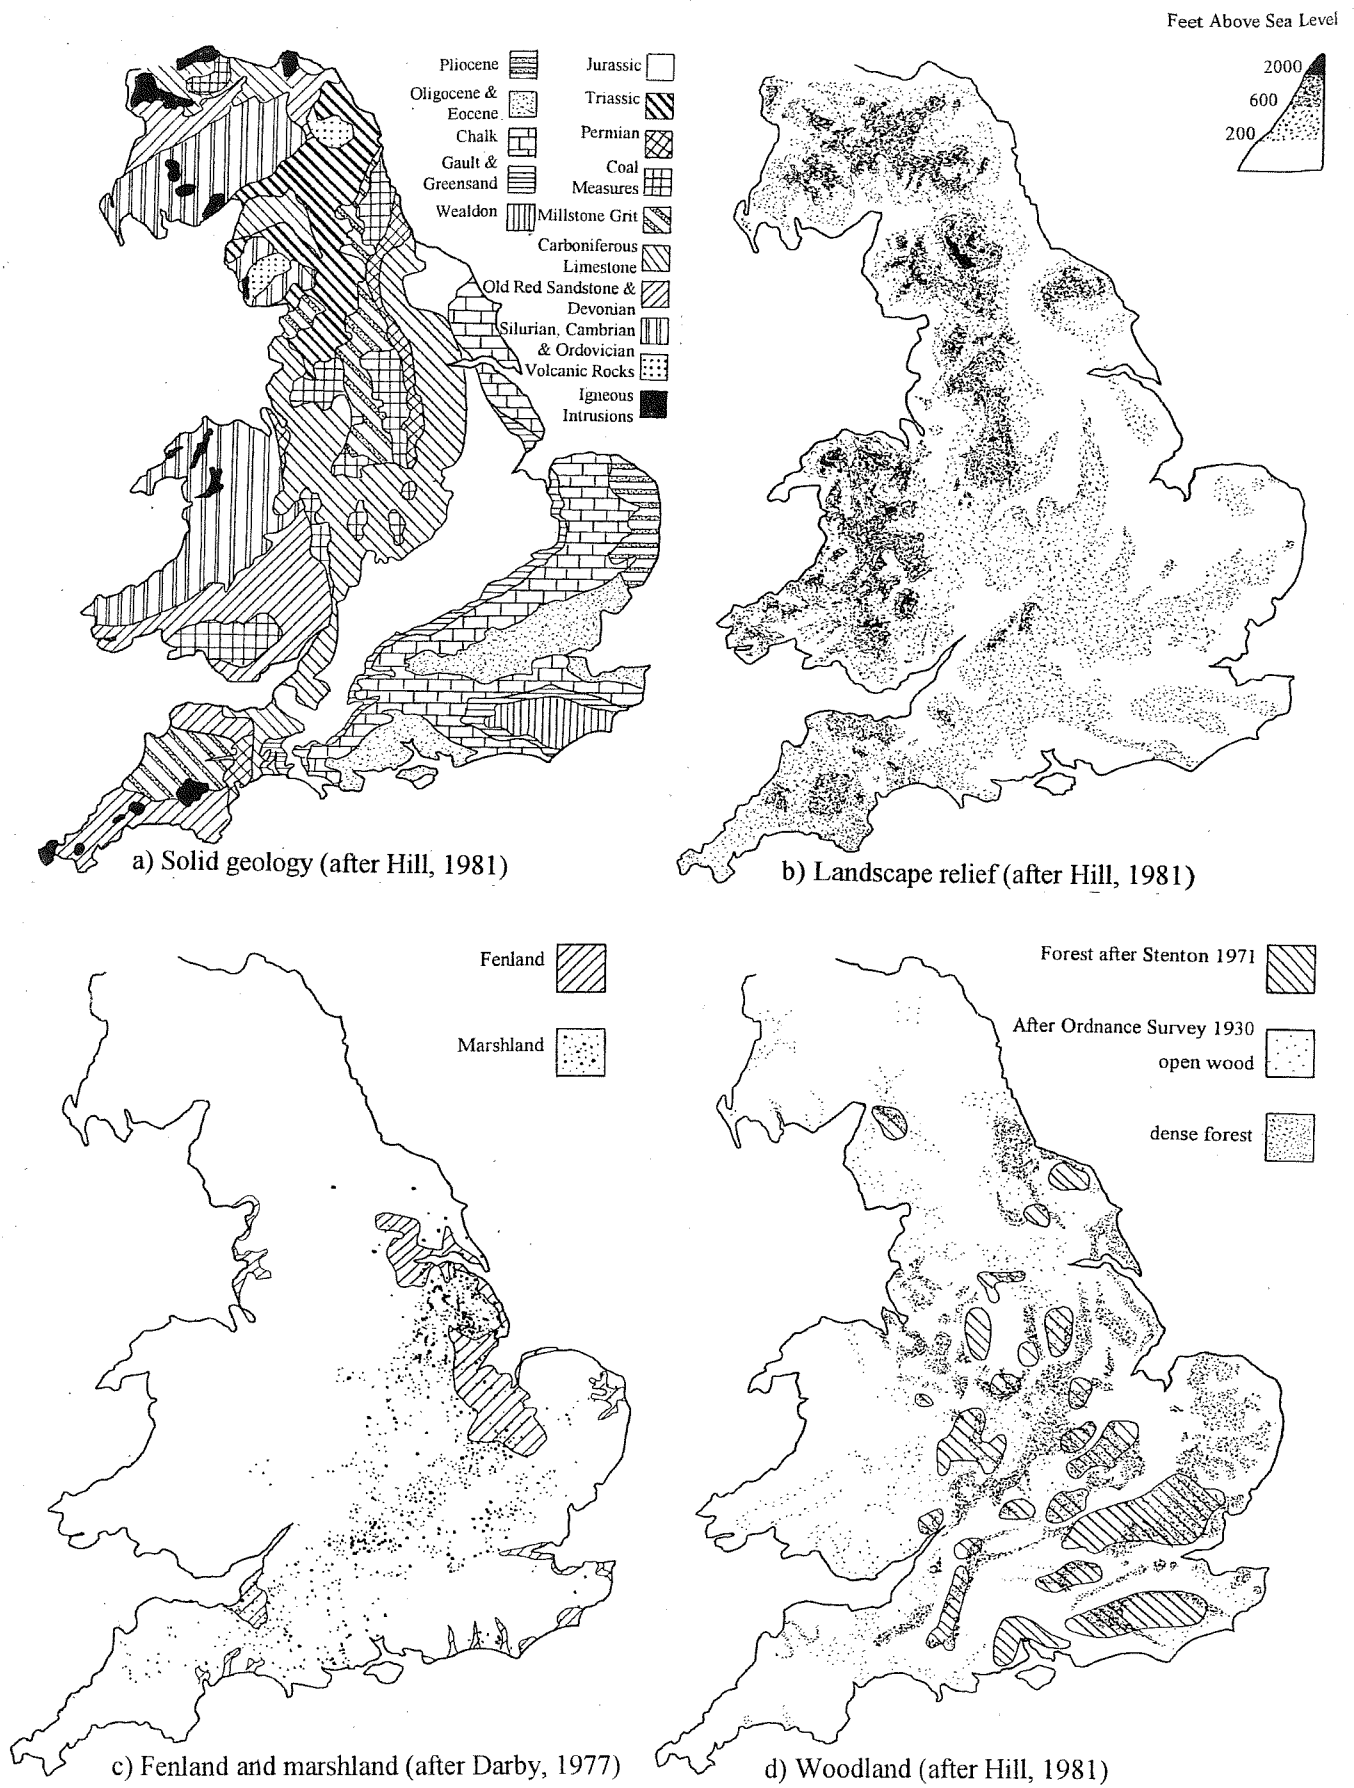 Feet Above Sea Level
2000
600
200
Pliocene
Oligocene &
Eocene
Chalk
Gault &
Greensand
Wealdon
Jurassic
Triassic
Permian
Coal
Measures
Millstone Grit
Carboniferous
Limestone
Old Red Sandstone &
Devonian
Silurian, Cambrian
& Ordovician
Volcanic Rocks
Igneous
Intrusions
a) Solid geology (after Hill, 1981)
b) Landscape relief (after Hill, 1981)
Fenland
Marshland
Forest after Stenton 1971
After Ordnance Survey 1930
open wood
dense forest
c) Fenland and marshland (after Darby, 1977)
d) Woodland (after Hill, 1981)